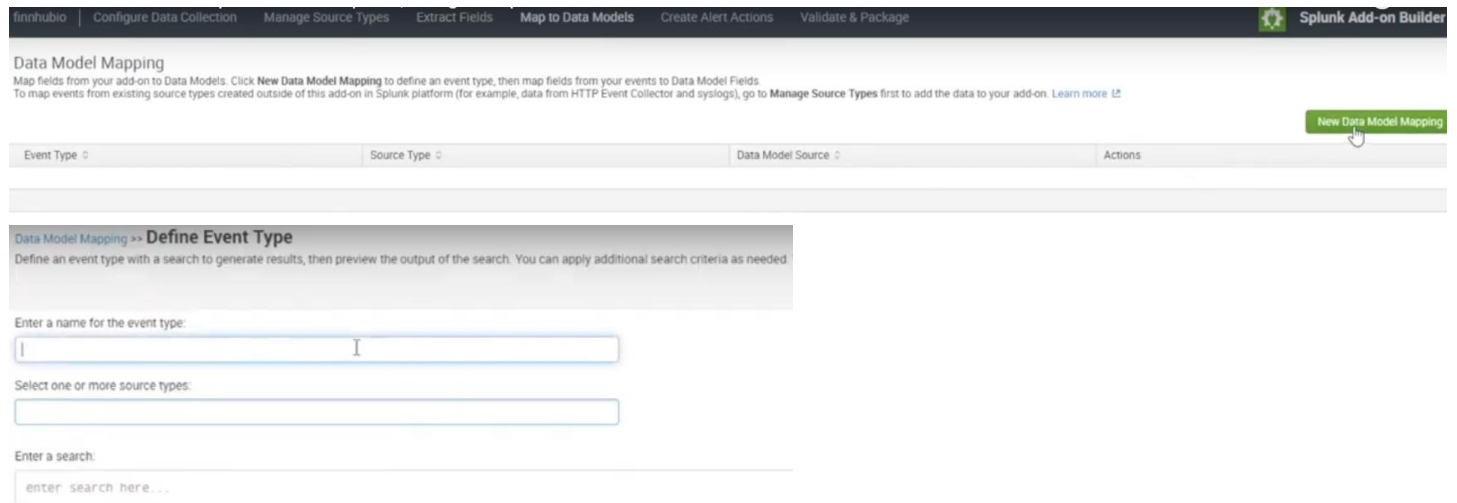 finnhubio Configure Data Collection Manage Source Types Extract Fields Map to Data Models Create Alert Actions Validate & Package Splunk Add-on Builder
Data Model Mapping
Map fields from your add-on to Data Models. Click New Data Model Mapping to define an event type, then map fields from your events to Data Model Fields.
To map events from existing source types created outside of this add-on in Splunk platform (for example, data from HTTP Event Collector and syslogs), go to Manage Source Types first to add the data to your add-on. Learn more
New Data Model Mapping
Event Type Source Type Data Model Source Actions
Data Model Mapping >> Define Event Type
Define an event type with a search to generate results, then preview the output of the search. You can apply additional search criteria as needed
Enter a name for the event type:
Select one or more source types:
Enter a search:
enter search here...